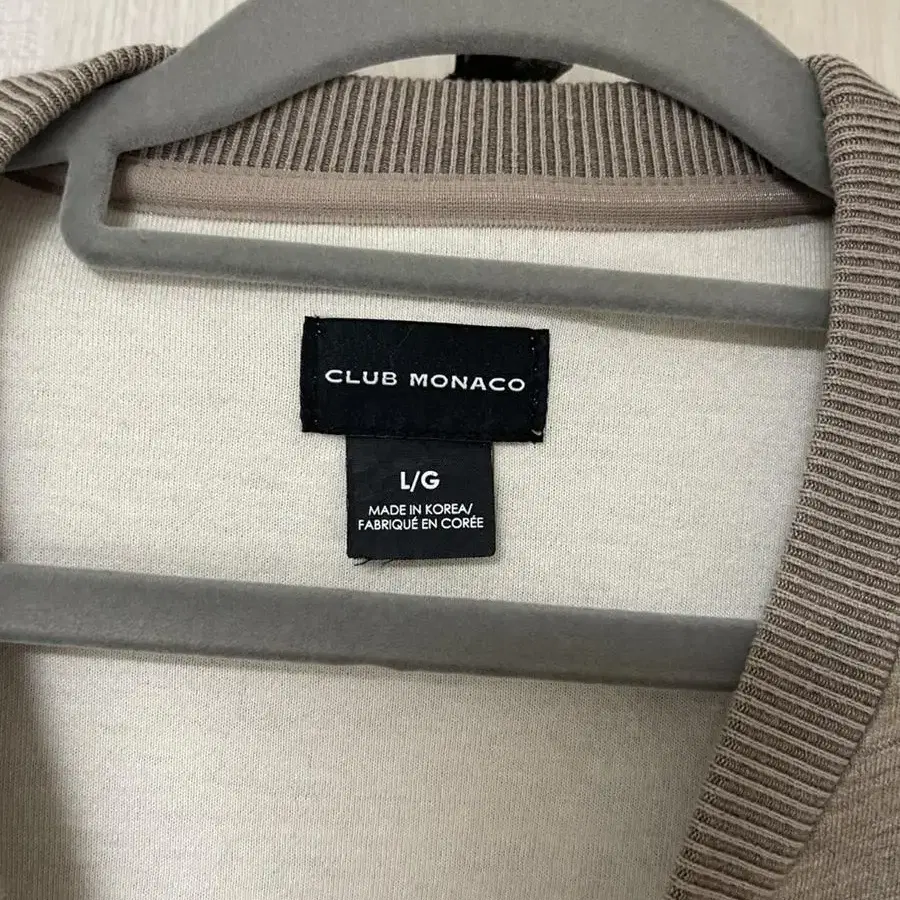 CLUB MONACO
L/G
MADE IN KOREA/
FABRIQUÉ EN CORÉE